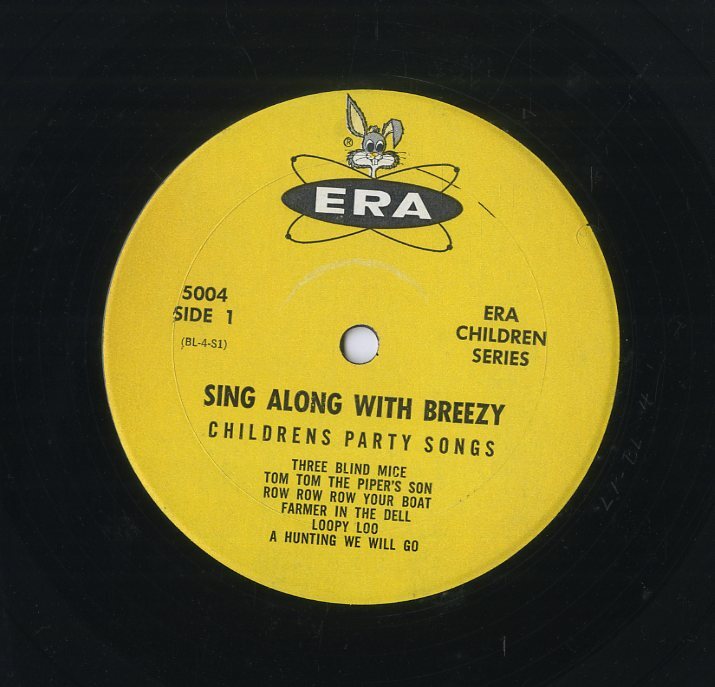 ®
ERA
5004
SIDE 1
(BL-4-S1)
ERA
CHILDREN
SERIES
SING ALONG WITH BREEZY
CHILDRENS PARTY SONGS
THREE BLIND MICE
TOM TOM THE PIPER'S SON
ROW ROW ROW YOUR BOAT
FARMER IN THE DELL
LOOPY LOO
A HUNTING WE WILL GO